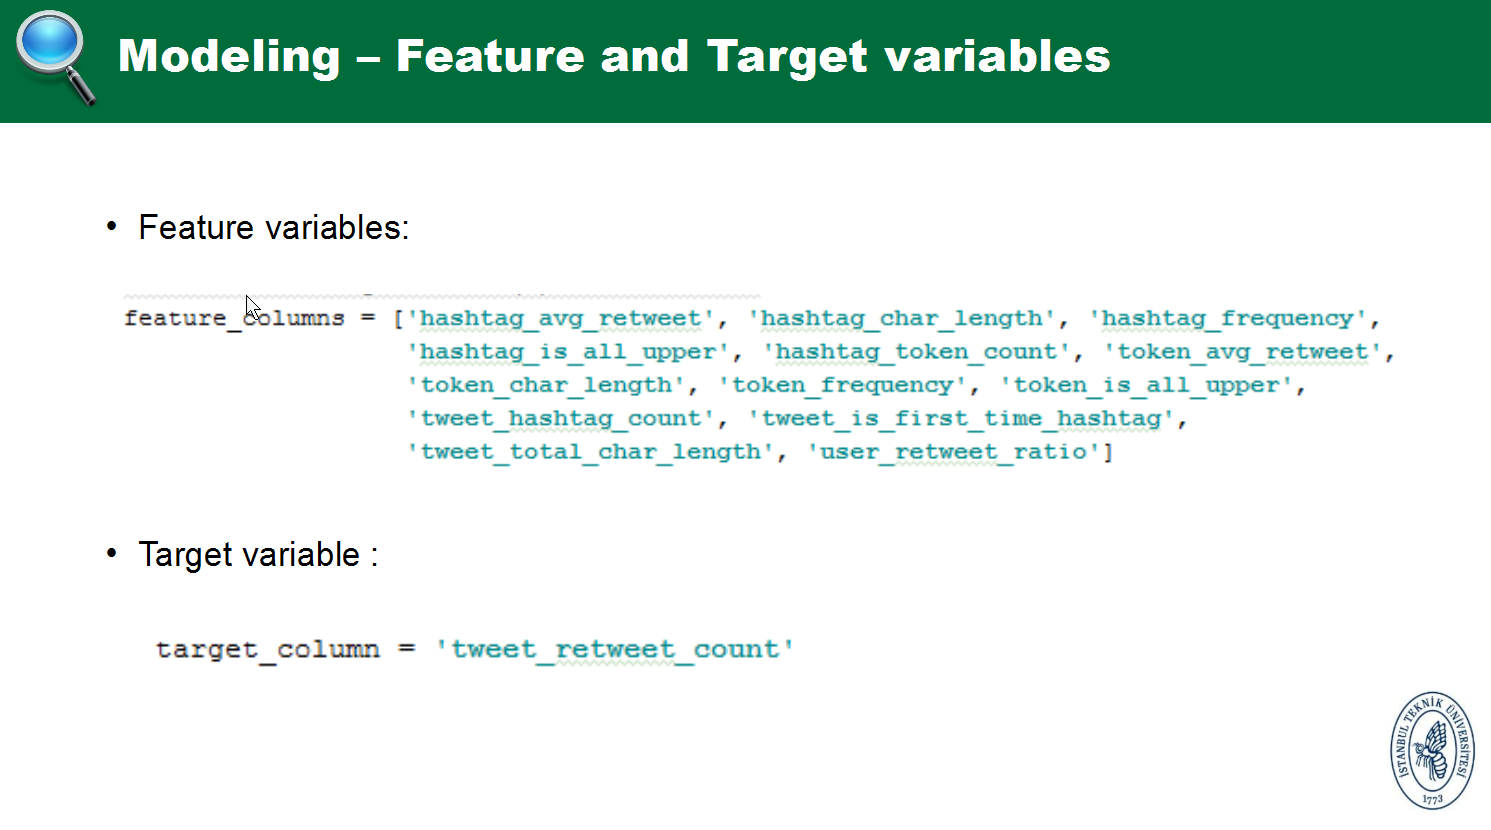 Modeling – Feature and Target variables
• Feature variables:
feature_columns = ['hashtag_avg_retweet', 'hashtag_char_length', 'hashtag_frequency',
'hashtag_is_all_upper', 'hashtag_token_count', 'token_avg_retweet',
'token_char_length', 'token_frequency', 'token_is_all_upper',
'tweet_hashtag_count', 'tweet_is_first_time_hashtag',
'tweet_total_char_length', 'user_retweet_ratio']
• Target variable :
target_column = 'tweet_retweet_count'
İSTANBUL TEKNİK ÜNİVERSİTESİ
1773